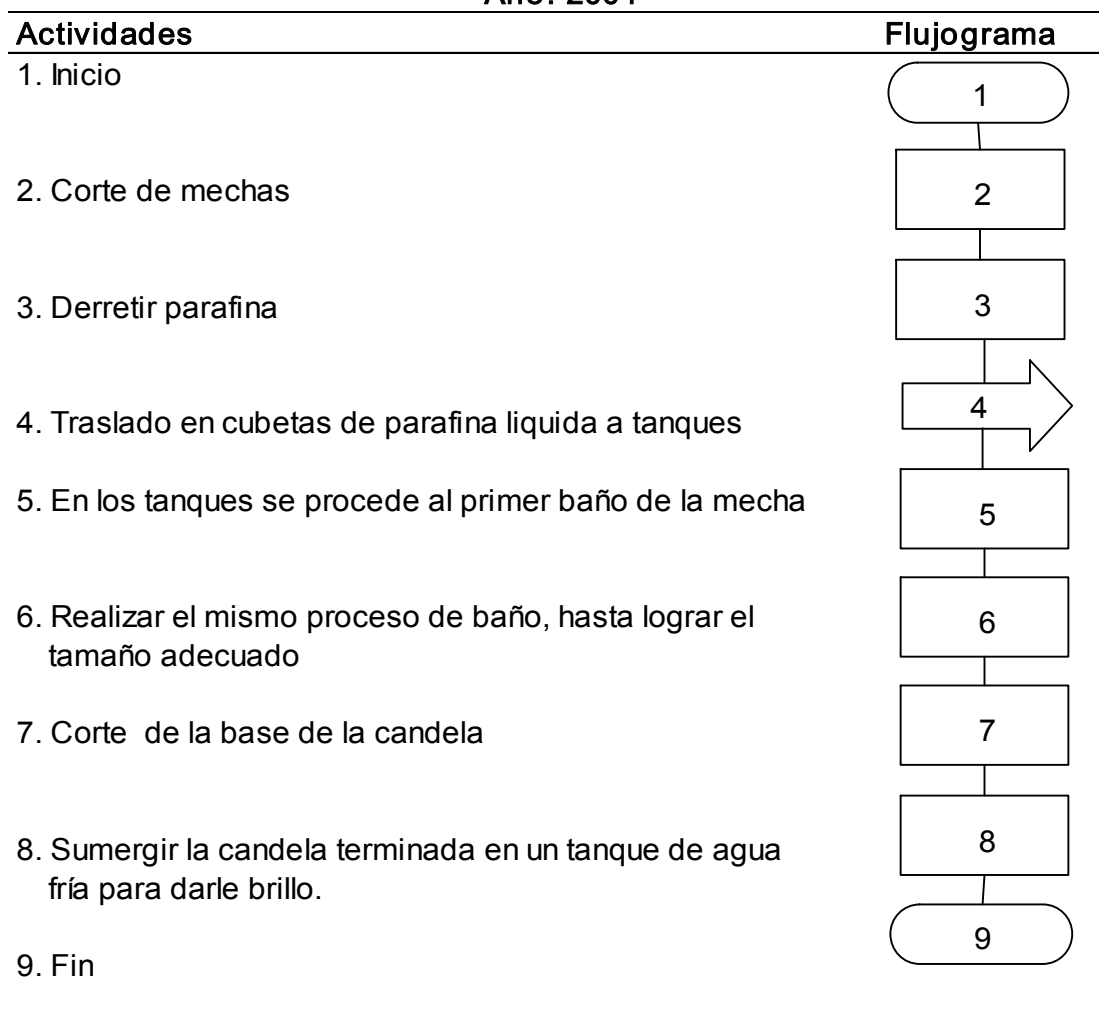 Actividades Flujograma
1. Inicio
1
2. Corte de mechas
2
3. Derretir parafina
3
4. Traslado en cubetas de parafina liquida a tanques
4
5. En los tanques se procede al primer baño de la mecha
5
6. Realizar el mismo proceso de baño, hasta lograr el
tamaño adecuado
6
7. Corte de la base de la candela
7
8. Sumergir la candela terminada en un tanque de agua
fría para darle brillo.
8
9. Fin
9